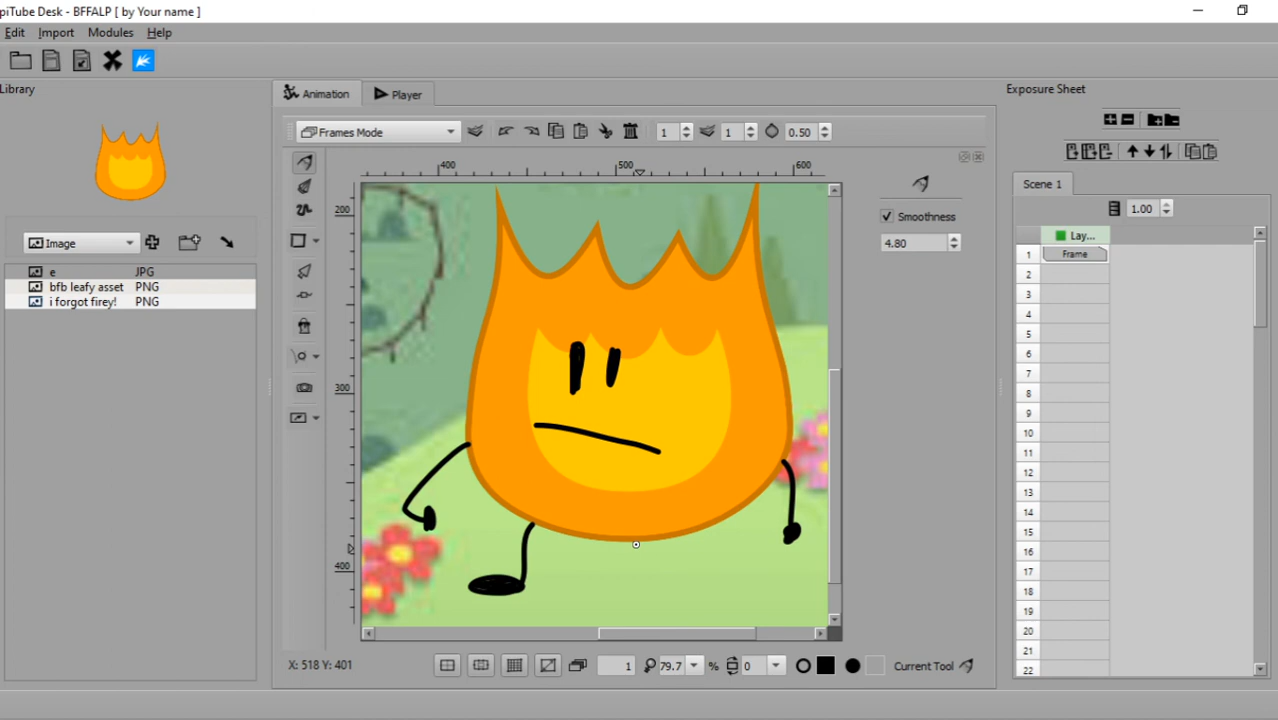 piTube Desk - BFFALP [ by Your name ]
Edit Import Modules Help
Library
Animation Player
Exposure Sheet
Frames Mode 1 1 0.50
400 500 600
Smoothness
4.80
Scene 1
1.00
Lay...
Image
e JPG
bfb leafy asset PNG
i forgot firey! PNG
200
300
400
1 Frame
2
3
4
5
6
7
8
9
10
11
12
13
14
15
16
17
18
19
20
21
22
X: 518 Y: 401
1 79.7 % 0 Current Tool